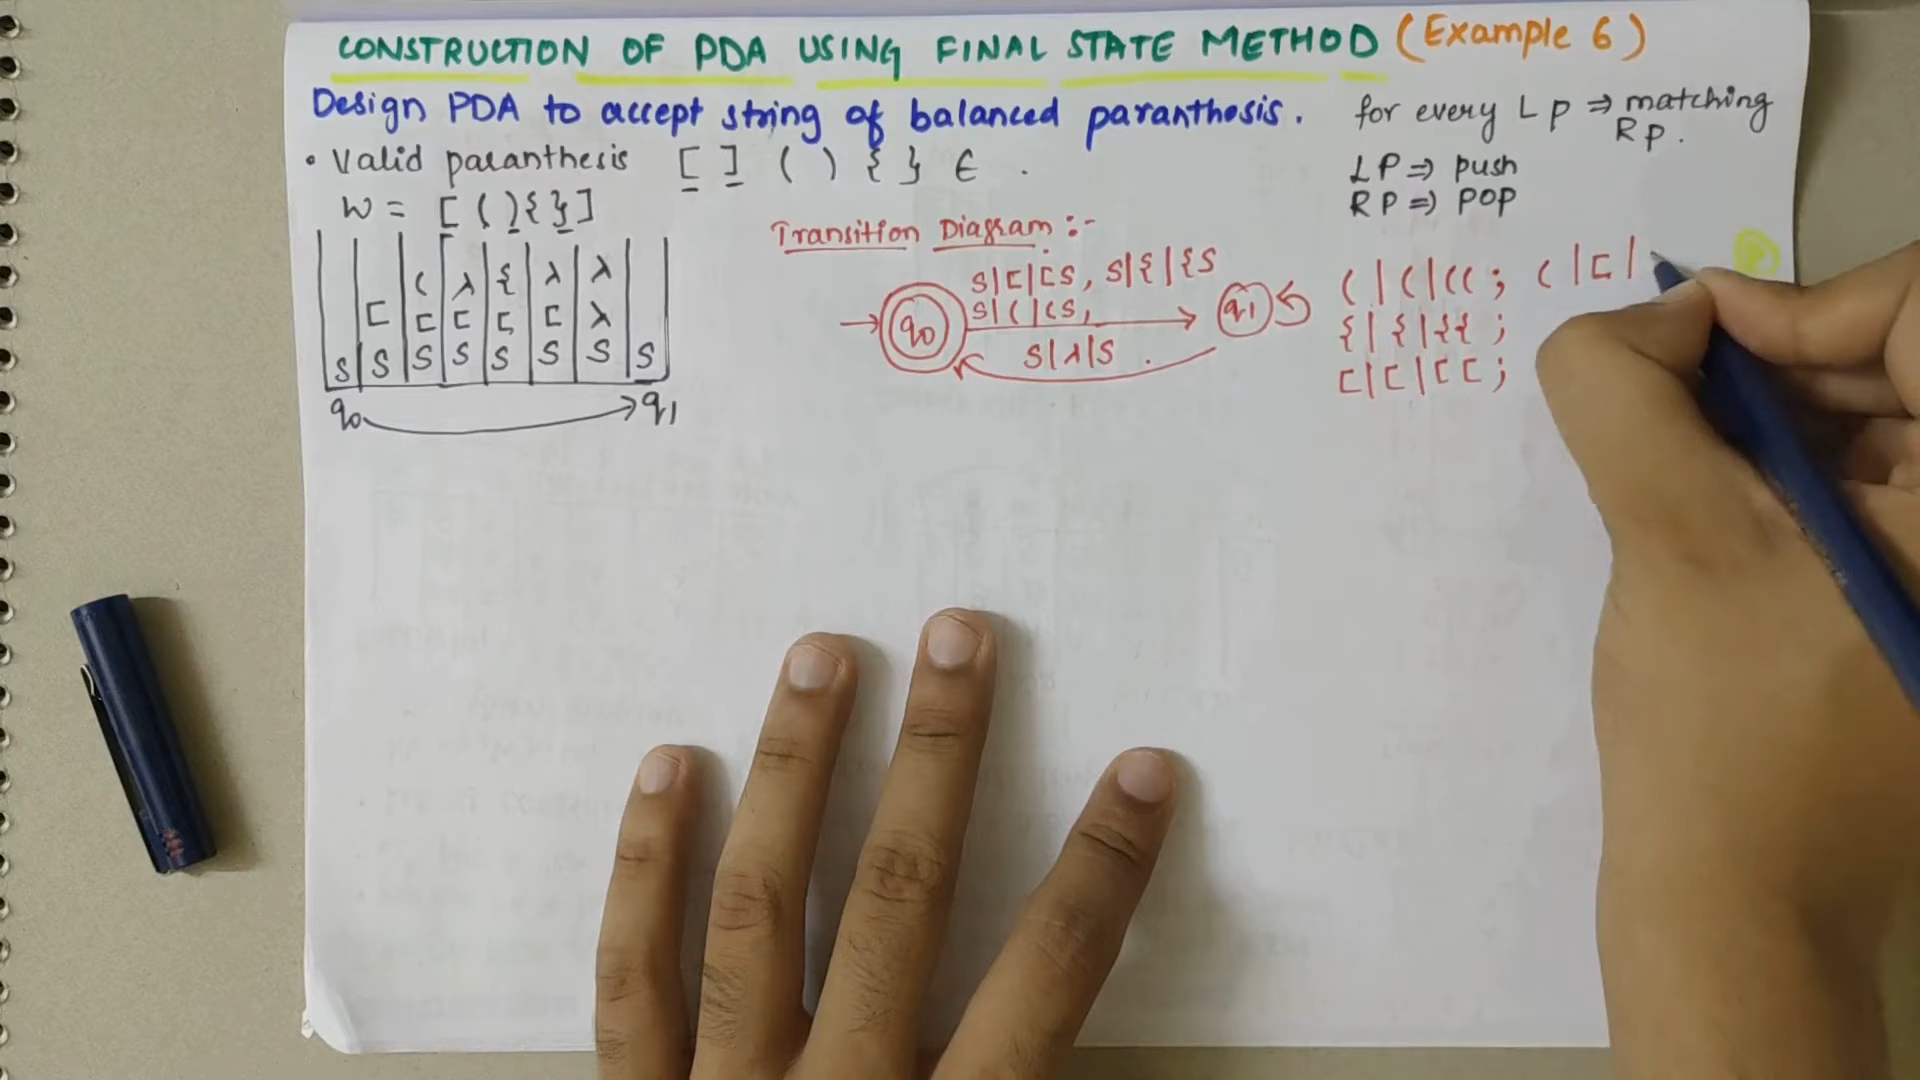 CONSTRUCTION OF PDA USING FINAL STATE METHOD (Example 6)
Design PDA to accept string of balanced paranthesis.
for every LP ⇒ matching
RP.
• Valid paranthesis [ ] ( ) { } ϵ .
LP ⇒ push
RP ⇒ POP
W = [ ( ) { } ]
Transition Diagram :-
( λ { λ λ
[ [ [ [ [ λ
S S S S S S S S
q0 q1
S|[|[S, S|{|{S
S|(|(S,
q0 q1
S|λ|S .
(|(|((; (|[|
{|{|{{ ;
[|[|[[;